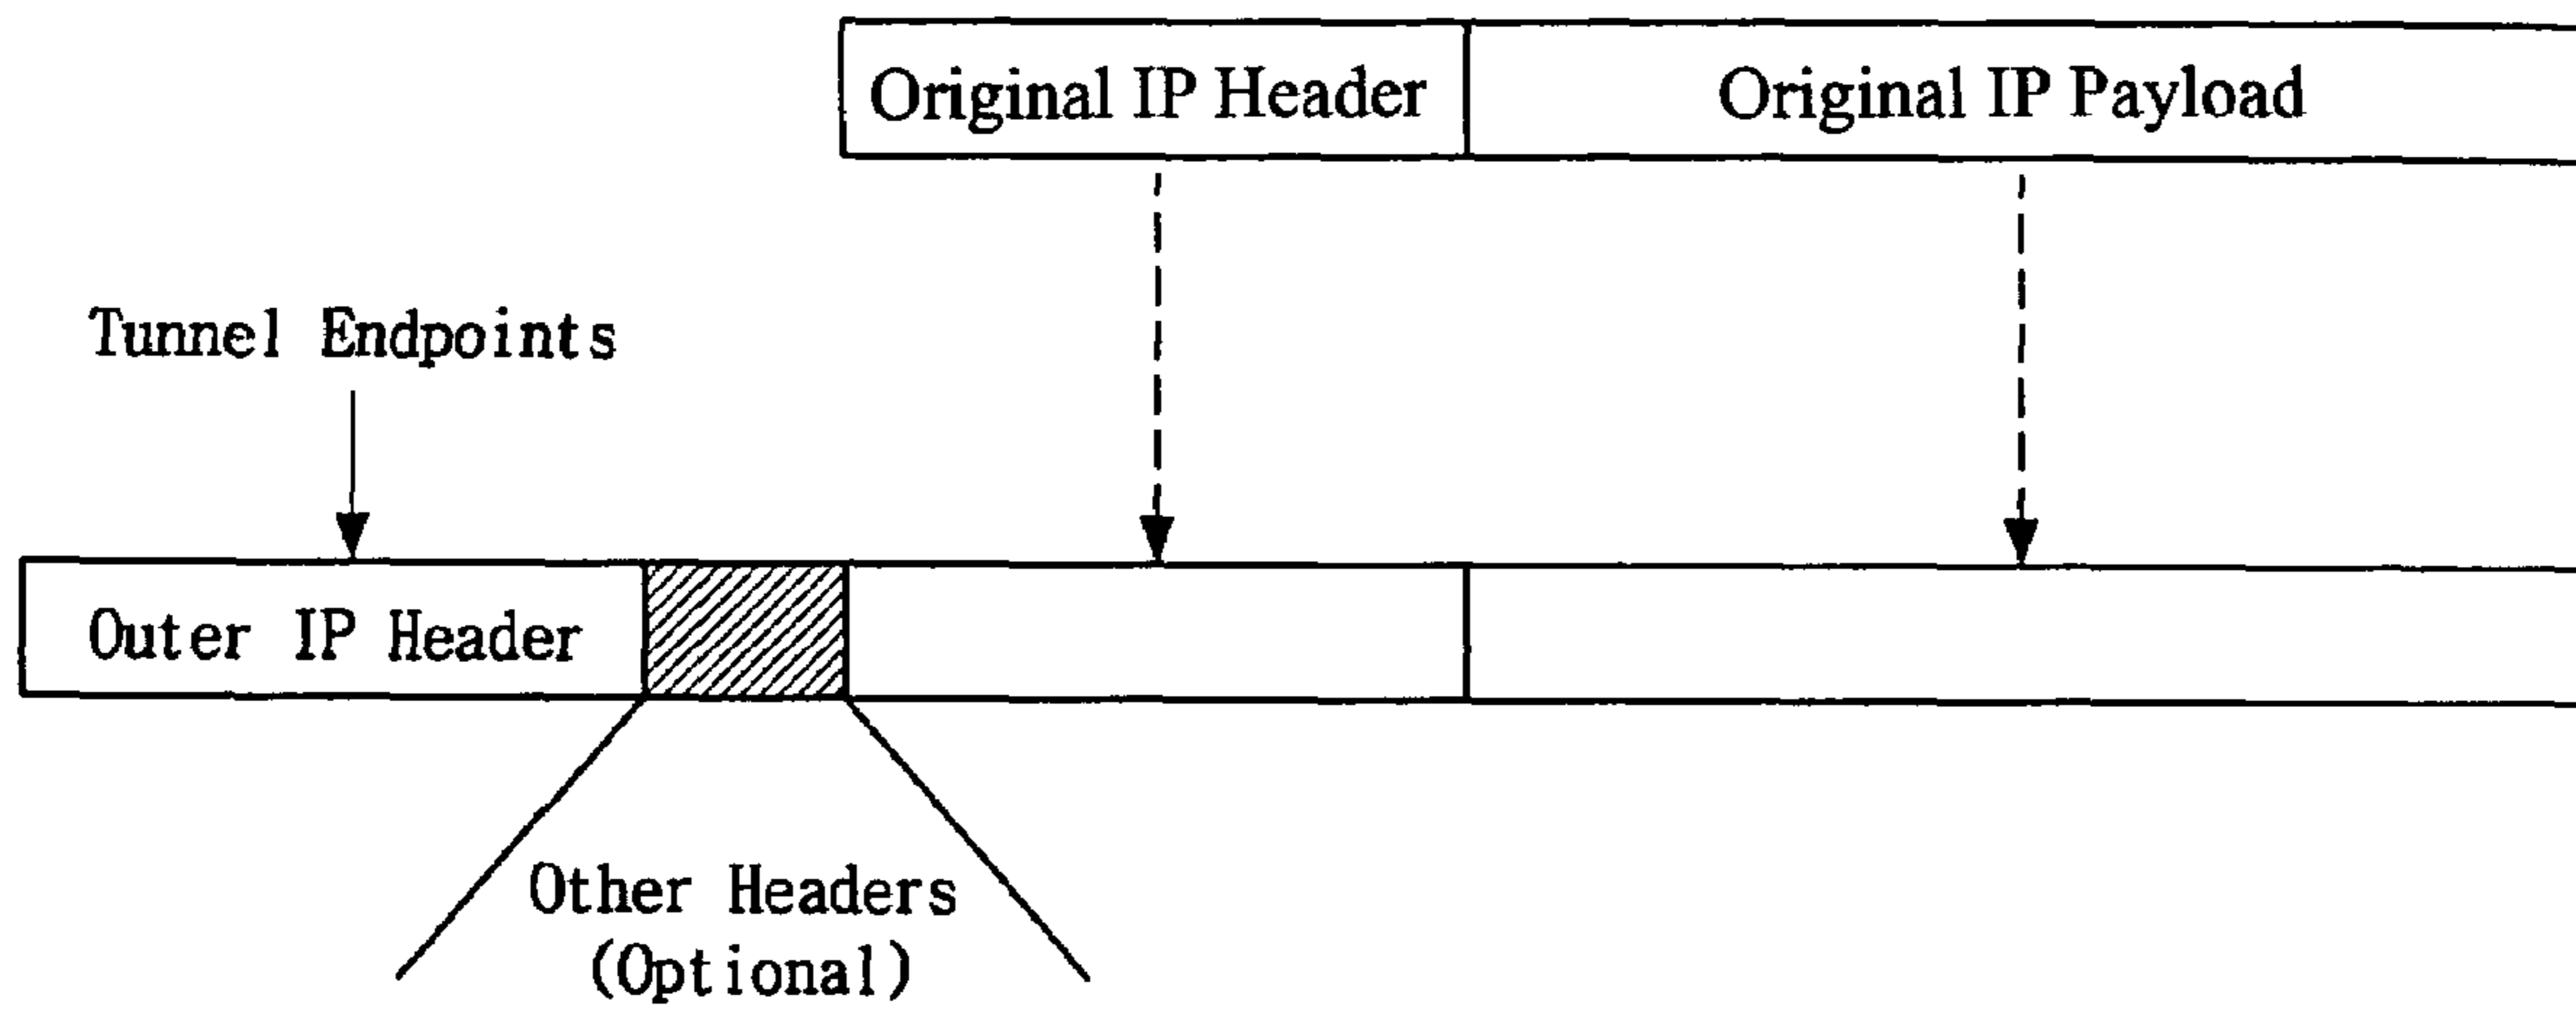 Original IP Header
Original IP Payload
Tunnel Endpoints
Outer IP Header
Other Headers
(Optional)